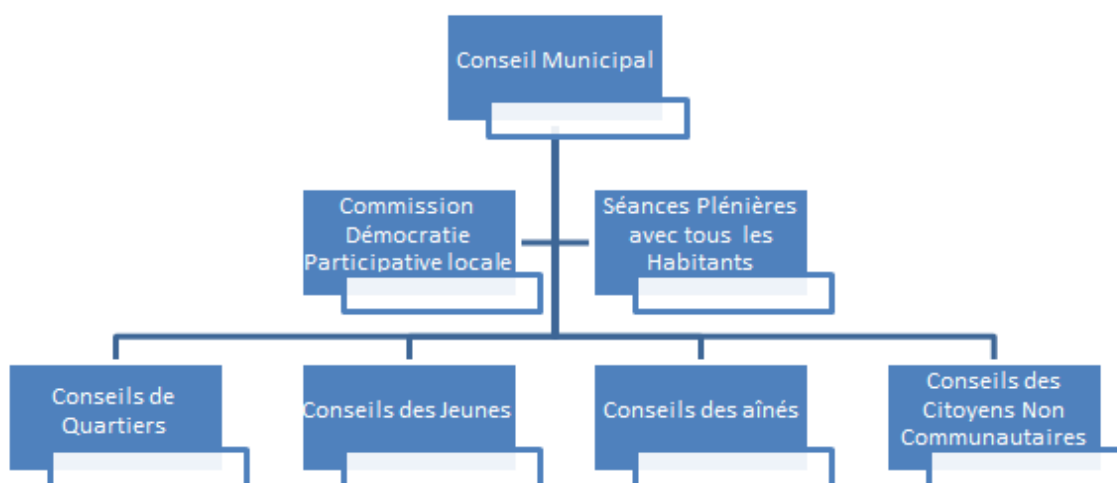 Conseil Municipal
Commission
Démocratie
Participative locale
Séances Plénières
avec tous les
Habitants
Conseils de
Quartiers
Conseils des Jeunes
Conseils des aînés
Conseils des
Citoyens Non
Communautaires